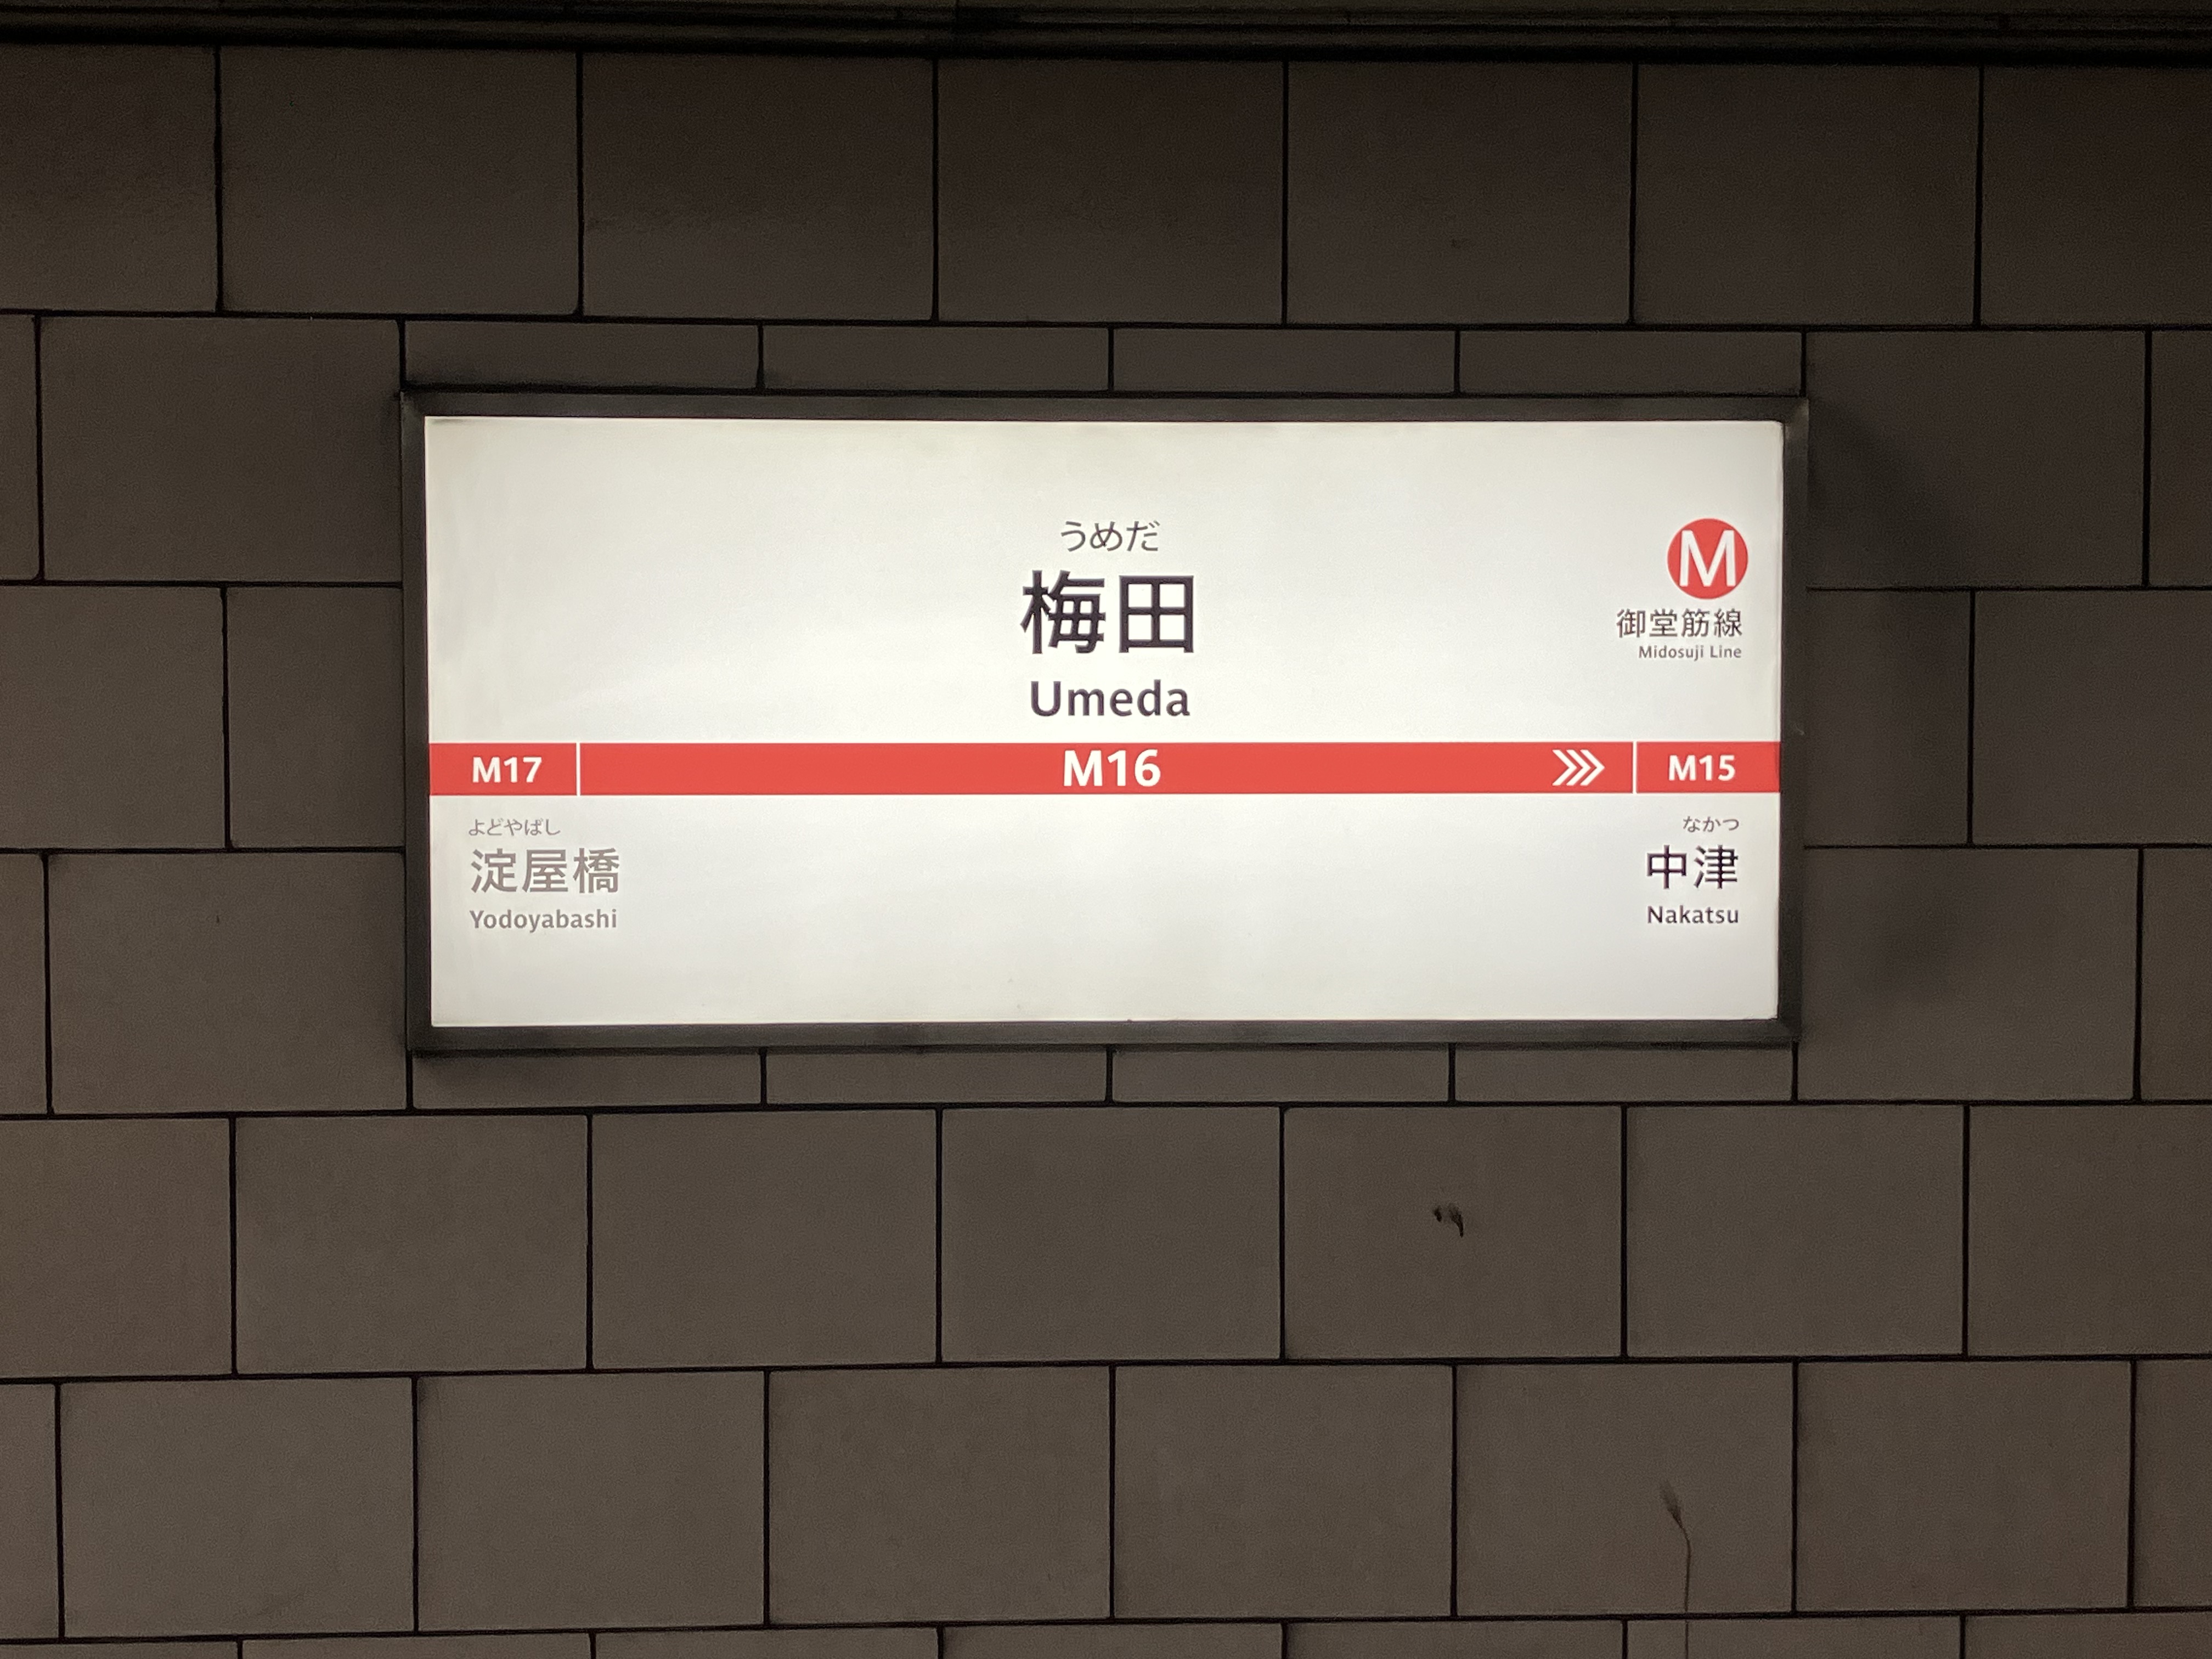 うめだ
梅田
Umeda
M
御堂筋線
Midosuji Line
M17
M16
M15
よどやばし
淀屋橋
Yodoyabashi
なかつ
中津
Nakatsu